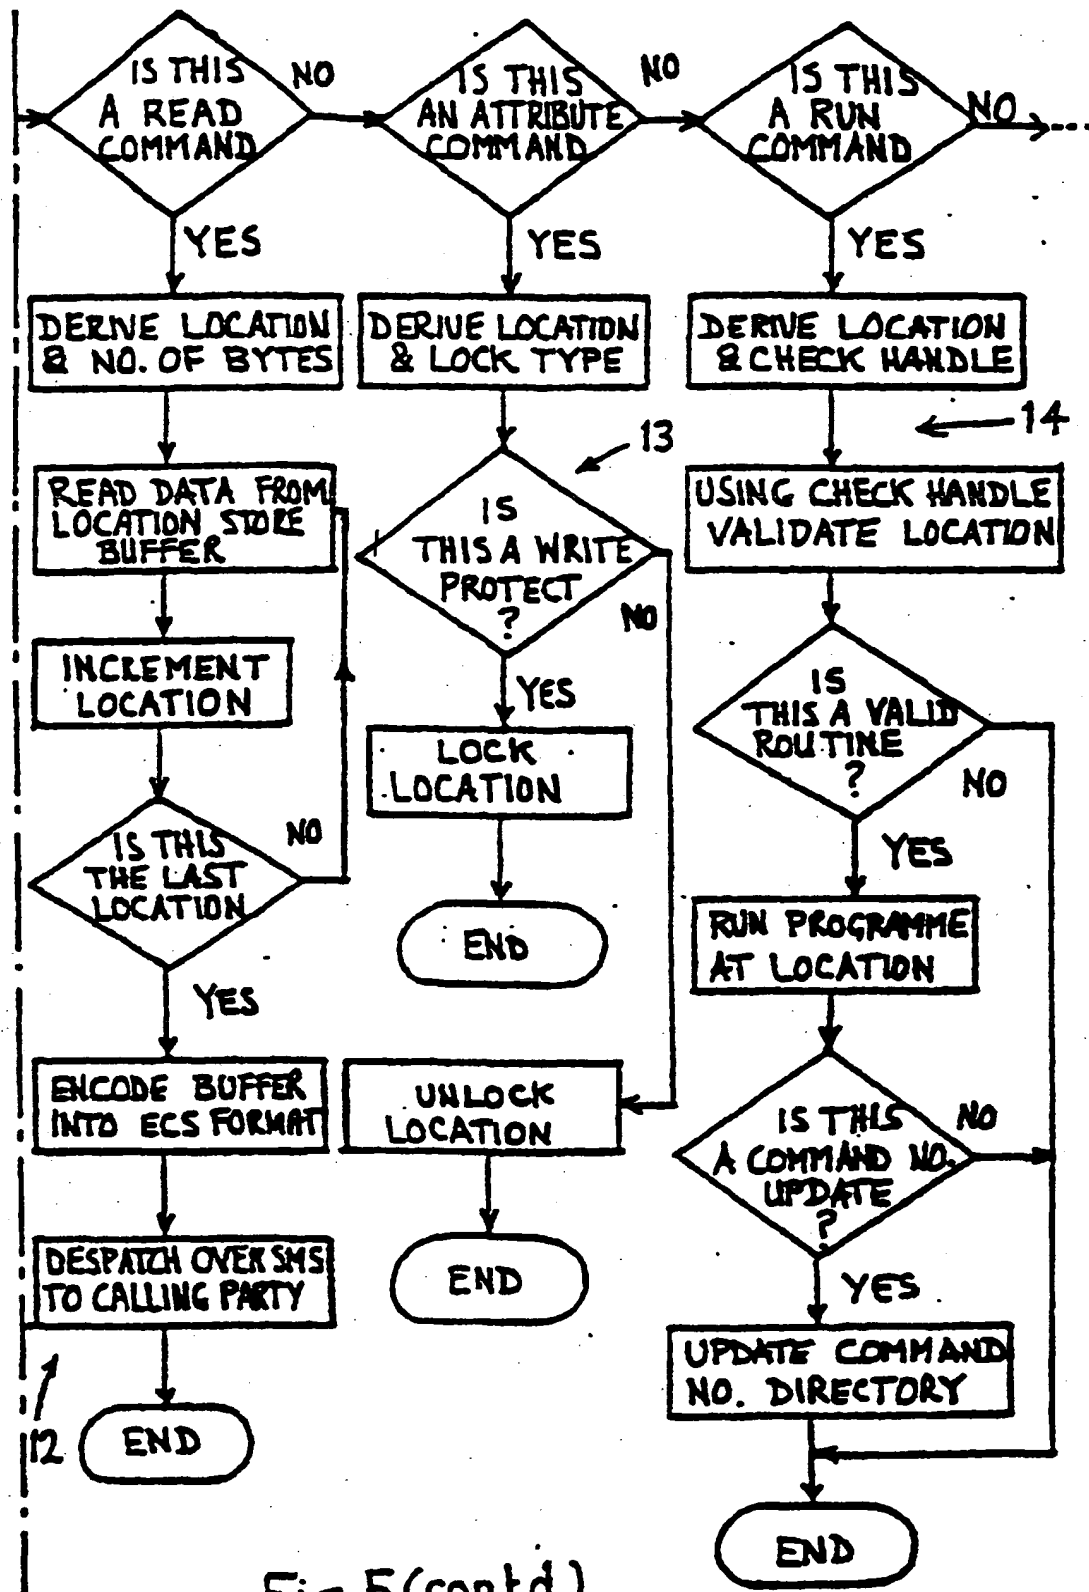 IS THIS
A READ
COMMAND
NO
YES
DERIVE LOCATION
& NO. OF BYTES
READ DATA FROM
LOCATION STORE
BUFFER
INCREMENT
LOCATION
IS THIS
THE LAST
LOCATION
NO
YES
ENCODE BUFFER
INTO ECS FORMAT
DESPATCH OVER SMS
TO CALLING PARTY
12
END
IS THIS
AN ATTRIBUTE
COMMAND
NO
YES
DERIVE LOCATION
& LOCK TYPE
13
IS
THIS A WRITE
PROTECT
?
NO
YES
LOCK
LOCATION
END
UNLOCK
LOCATION
END
IS THIS
A RUN
COMMAND
NO
YES
DERIVE LOCATION
& CHECK HANDLE
14
USING CHECK HANDLE
VALIDATE LOCATION
IS
THIS A VALID
ROUTINE
?
NO
YES
RUN PROGRAMME
AT LOCATION
IS THIS
A COMMAND NO.
UPDATE
?
NO
YES
UPDATE COMMAND
NO. DIRECTORY
END
Fig 5 (contd)